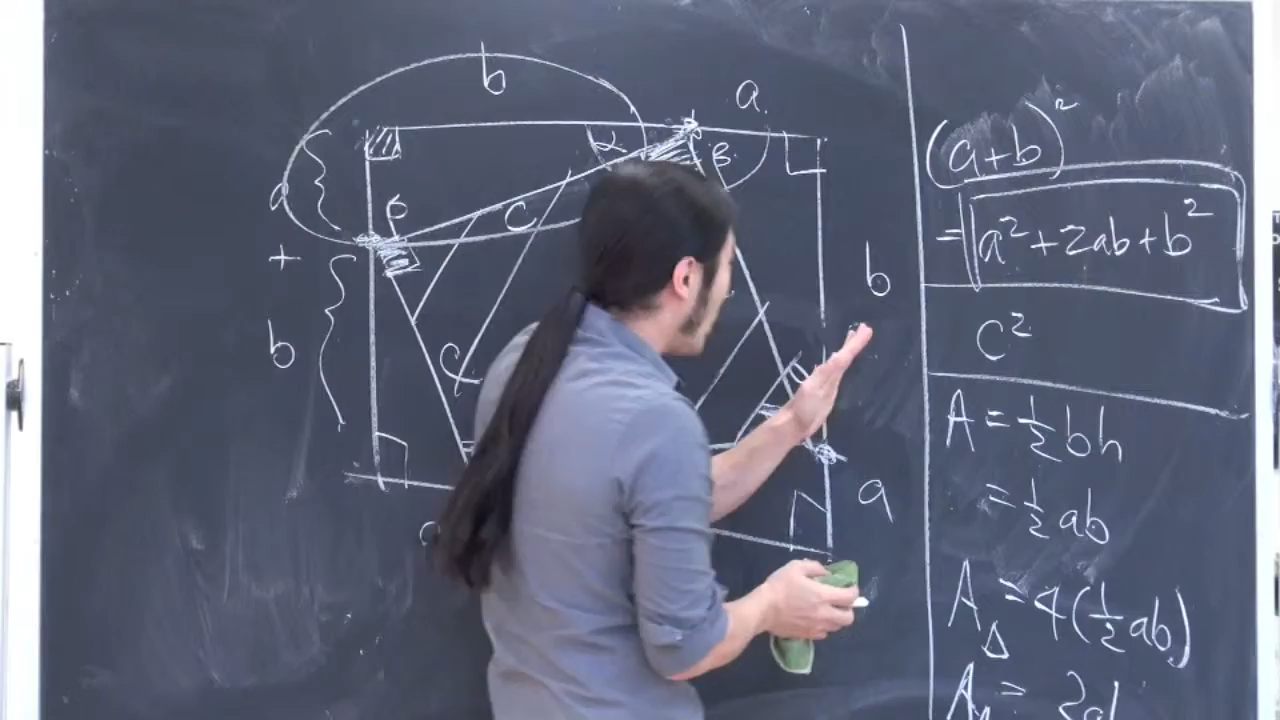 b
a
α
β
a
β
C
+
b
b
C
a
(a+b)²
= a²+2ab+b²
C²
A = ½bh
= ½ab
A△ = 4(½ab)